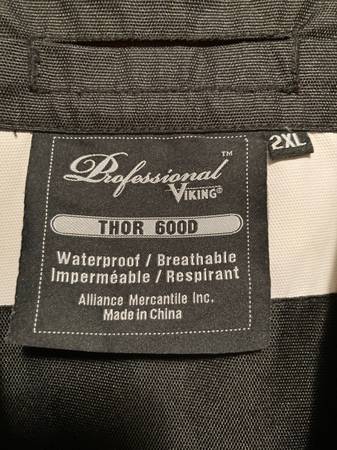 Professional™
VIKING®
2XL
THOR 600D
Waterproof / Breathable
Imperméable / Respirant
Alliance Mercantile Inc.
Made in China